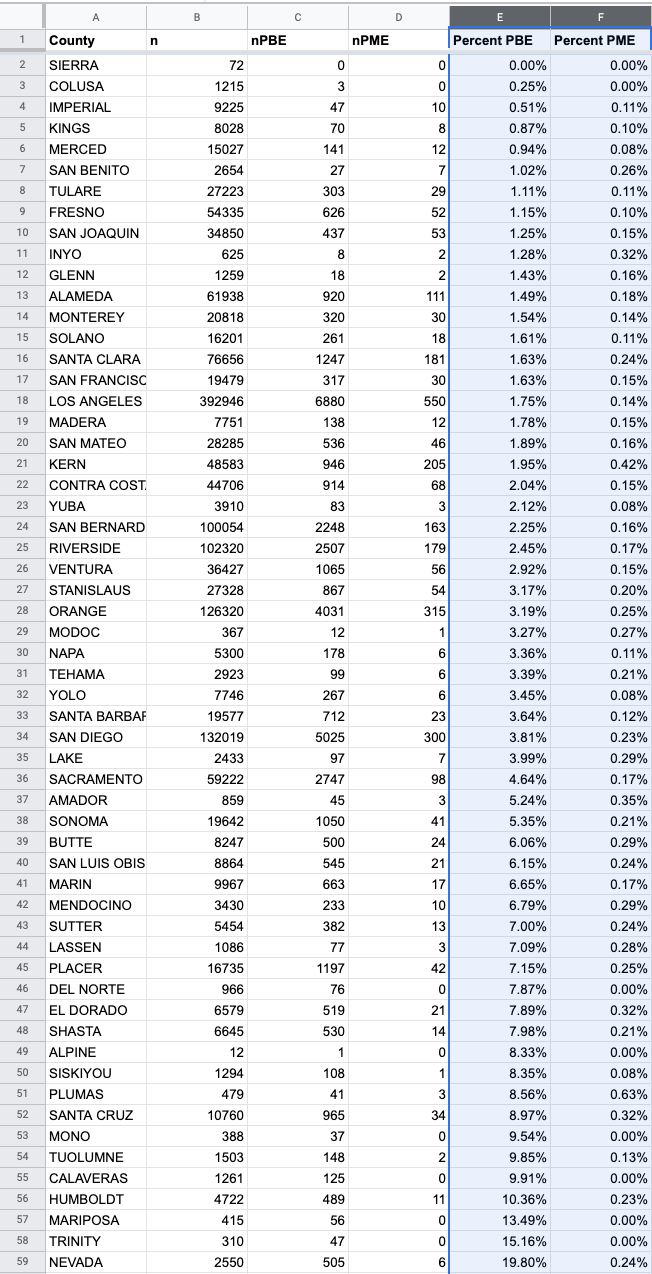 A B C D E F
1 County n nPBE nPME Percent PBE Percent PME
2 SIERRA 72 0 0 0.00% 0.00%
3 COLUSA 1215 3 0 0.25% 0.00%
4 IMPERIAL 9225 47 10 0.51% 0.11%
5 KINGS 8028 70 8 0.87% 0.10%
6 MERCED 15027 141 12 0.94% 0.08%
7 SAN BENITO 2654 27 7 1.02% 0.26%
8 TULARE 27223 303 29 1.11% 0.11%
9 FRESNO 54335 626 52 1.15% 0.10%
10 SAN JOAQUIN 34850 437 53 1.25% 0.15%
11 INYO 625 8 2 1.28% 0.32%
12 GLENN 1259 18 2 1.43% 0.16%
13 ALAMEDA 61938 920 111 1.49% 0.18%
14 MONTEREY 20818 320 30 1.54% 0.14%
15 SOLANO 16201 261 18 1.61% 0.11%
16 SANTA CLARA 76656 1247 181 1.63% 0.24%
17 SAN FRANCISC 19479 317 30 1.63% 0.15%
18 LOS ANGELES 392946 6880 550 1.75% 0.14%
19 MADERA 7751 138 12 1.78% 0.15%
20 SAN MATEO 28285 536 46 1.89% 0.16%
21 KERN 48583 946 205 1.95% 0.42%
22 CONTRA COST 44706 914 68 2.04% 0.15%
23 YUBA 3910 83 3 2.12% 0.08%
24 SAN BERNARD 100054 2248 163 2.25% 0.16%
25 RIVERSIDE 102320 2507 179 2.45% 0.17%
26 VENTURA 36427 1065 56 2.92% 0.15%
27 STANISLAUS 27328 867 54 3.17% 0.20%
28 ORANGE 126320 4031 315 3.19% 0.25%
29 MODOC 367 12 1 3.27% 0.27%
30 NAPA 5300 178 6 3.36% 0.11%
31 TEHAMA 2923 99 6 3.39% 0.21%
32 YOLO 7746 267 6 3.45% 0.08%
33 SANTA BARBAR 19577 712 23 3.64% 0.12%
34 SAN DIEGO 132019 5025 300 3.81% 0.23%
35 LAKE 2433 97 7 3.99% 0.29%
36 SACRAMENTO 59222 2747 98 4.64% 0.17%
37 AMADOR 859 45 3 5.24% 0.35%
38 SONOMA 19642 1050 41 5.35% 0.21%
39 BUTTE 8247 500 24 6.06% 0.29%
40 SAN LUIS OBIS 8864 545 21 6.15% 0.24%
41 MARIN 9967 663 17 6.65% 0.17%
42 MENDOCINO 3430 233 10 6.79% 0.29%
43 SUTTER 5454 382 13 7.00% 0.24%
44 LASSEN 1086 77 3 7.09% 0.28%
45 PLACER 16735 1197 42 7.15% 0.25%
46 DEL NORTE 966 76 0 7.87% 0.00%
47 EL DORADO 6579 519 21 7.89% 0.32%
48 SHASTA 6645 530 14 7.98% 0.21%
49 ALPINE 12 1 0 8.33% 0.00%
50 SISKIYOU 1294 108 1 8.35% 0.08%
51 PLUMAS 479 41 3 8.56% 0.63%
52 SANTA CRUZ 10760 965 34 8.97% 0.32%
53 MONO 388 37 0 9.54% 0.00%
54 TUOLUMNE 1503 148 2 9.85% 0.13%
55 CALAVERAS 1261 125 0 9.91% 0.00%
56 HUMBOLDT 4722 489 11 10.36% 0.23%
57 MARIPOSA 415 56 0 13.49% 0.00%
58 TRINITY 310 47 0 15.16% 0.00%
59 NEVADA 2550 505 6 19.80% 0.24%